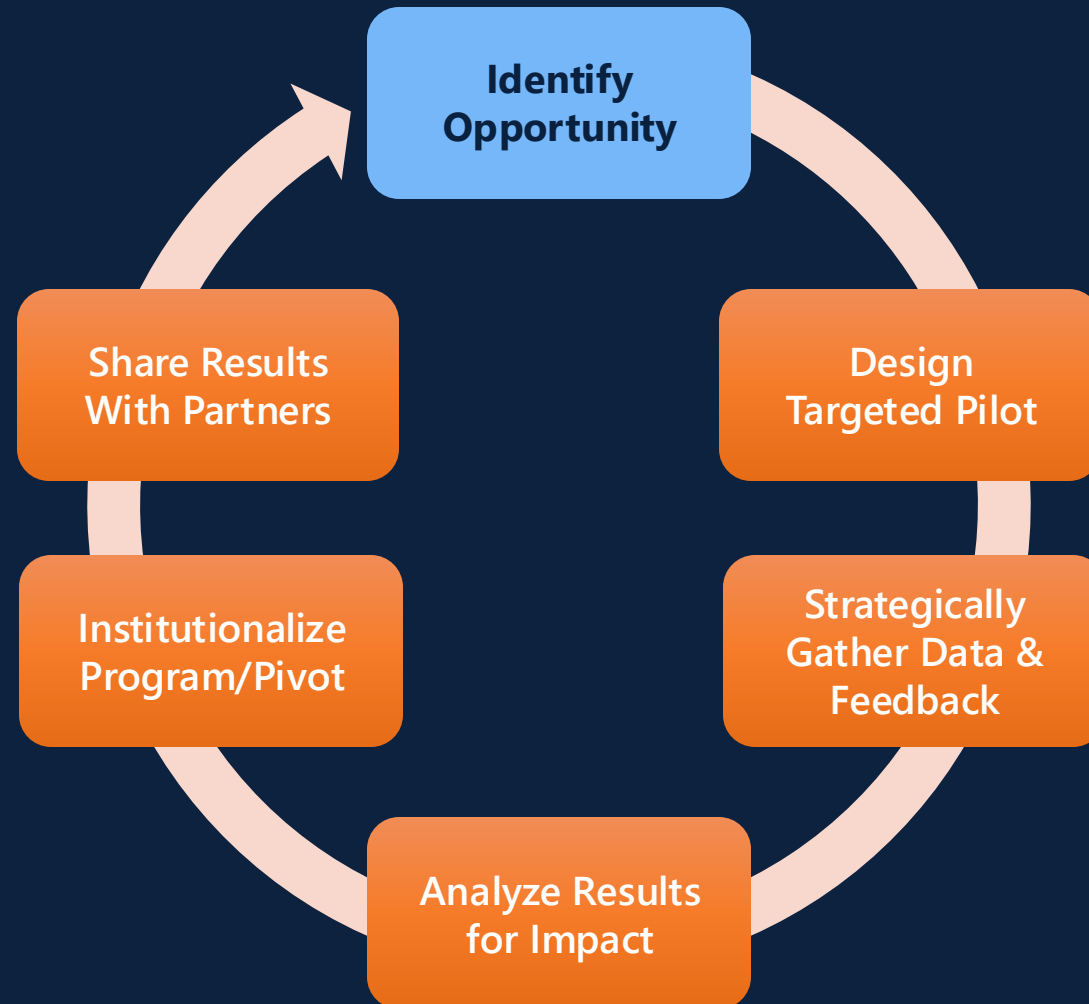 Identify
Opportunity
Design
Targeted Pilot
Strategically
Gather Data &
Feedback
Analyze Results
for Impact
Institutionalize
Program/Pivot
Share Results
With Partners